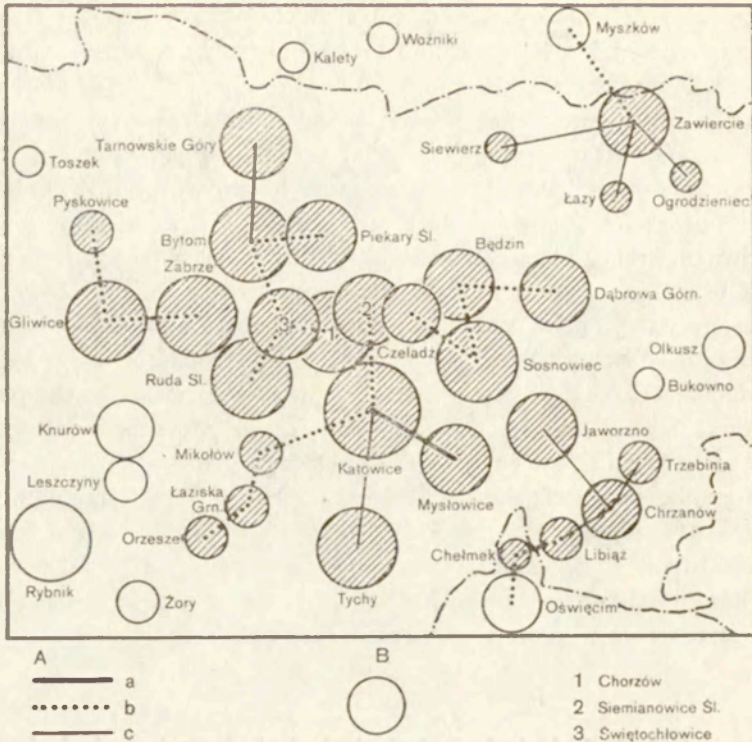 Woźniki
Myszków
Kalety
Tarnowskie Góry
Zawiercie
Siewierz
Toszek
Łazy
Ogrodzieniec
Pyskowice
Bytom
Piekary Śl.
Będzin
Zabrze
Dąbrowa Górn.
2
Gliwice
3
1
Czeladź
Olkusz
Ruda Śl.
Sosnowiec
Bukowno
Knurów
Jaworzno
Mikołów
Katowice
Trzebinia
Leszczyny
Mysłowice
Łaziska
Grn.
Chrzanów
Orzesze
Chełmek
Libiąż
Rybnik
Żory
Tychy
Oświęcim
A
B
a
1 Chorzów
b
2 Siemianowice Śl.
c
3 Świętochłowice